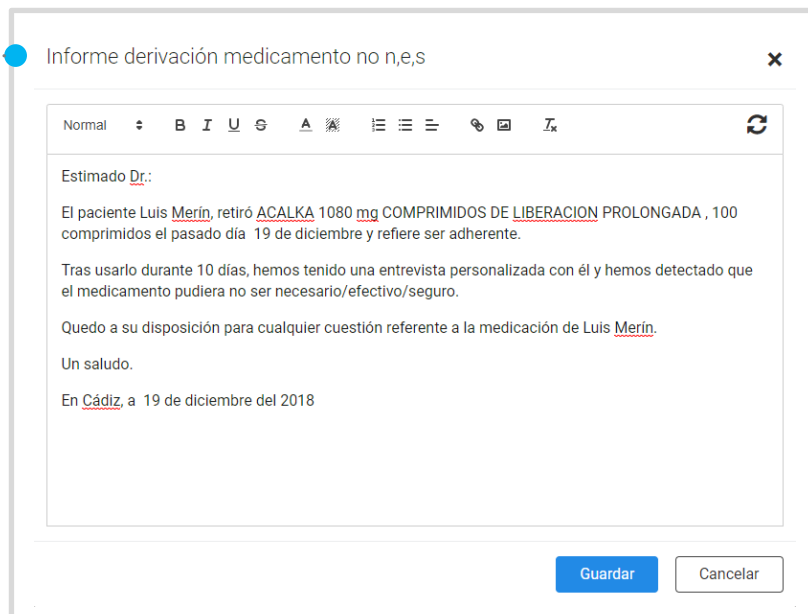 Informe derivación medicamento no n,e,s
Normal
Estimado Dr.:
El paciente Luis Merín, retiró ACALKA 1080 mg COMPRIMIDOS DE LIBERACION PROLONGADA , 100
comprimidos el pasado día  19 de diciembre y refiere ser adherente.
Tras usarlo durante 10 días, hemos tenido una entrevista personalizada con él y hemos detectado que
el medicamento pudiera no ser necesario/efectivo/seguro.
Quedo a su disposición para cualquier cuestión referente a la medicación de Luis Merín.
Un saludo.
En Cádiz, a  19 de diciembre del 2018
Guardar
Cancelar